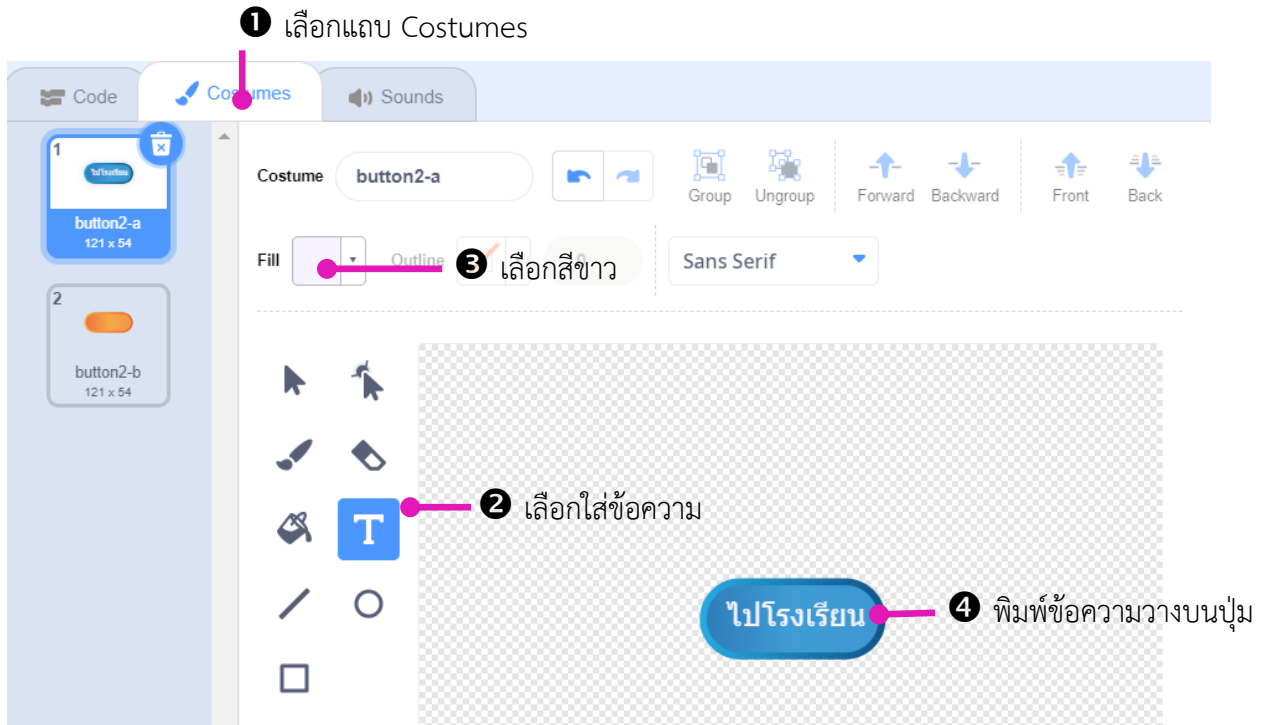 ❶ เลือกแถบ Costumes
Code Costumes Sounds
1
ไปโรงเรียน
button2-a
121 x 54
2
button2-b
121 x 54
Costume button2-a Group Ungroup Forward Backward Front Back
Fill Outline ❸ เลือกสีขาว Sans Serif
T ❷ เลือกใส่ข้อความ
ไปโรงเรียน ❹ พิมพ์ข้อความวางบนปุ่ม